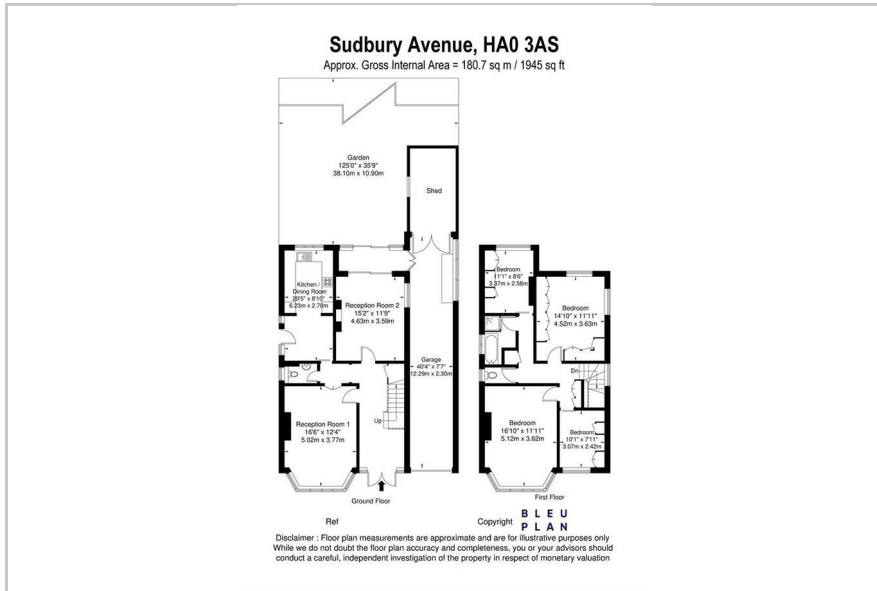 Sudbury Avenue, HA0 3AS
Approx. Gross Internal Area = 180.7 sq m / 1945 sq ft
Garden
125'0" x 35'9"
38.10m x 10.90m
Shed
Kitchen /
Dining Room
20'5" x 8'10"
6.23m x 2.70m
Reception Room 2
15'2" x 11'9"
4.63m x 3.59m
Garage
40'4" x 7'7"
12.29m x 2.30m
Up
Reception Room 1
16'6" x 12'4"
5.02m x 3.77m
Ground Floor
Bedroom
11'1" x 8'6"
3.37m x 2.58m
Bedroom
14'10" x 11'11"
4.52m x 3.63m
Dn
Bedroom
16'10" x 11'11"
5.12m x 3.62m
Bedroom
10'1" x 7'11"
3.07m x 2.42m
First Floor
Ref
Copyright
BLEU
PLAN
Disclaimer : Floor plan measurements are approximate and are for illustrative purposes only
While we do not doubt the floor plan accuracy and completeness, you or your advisors should
conduct a careful, independent investigation of the property in respect of monetary valuation